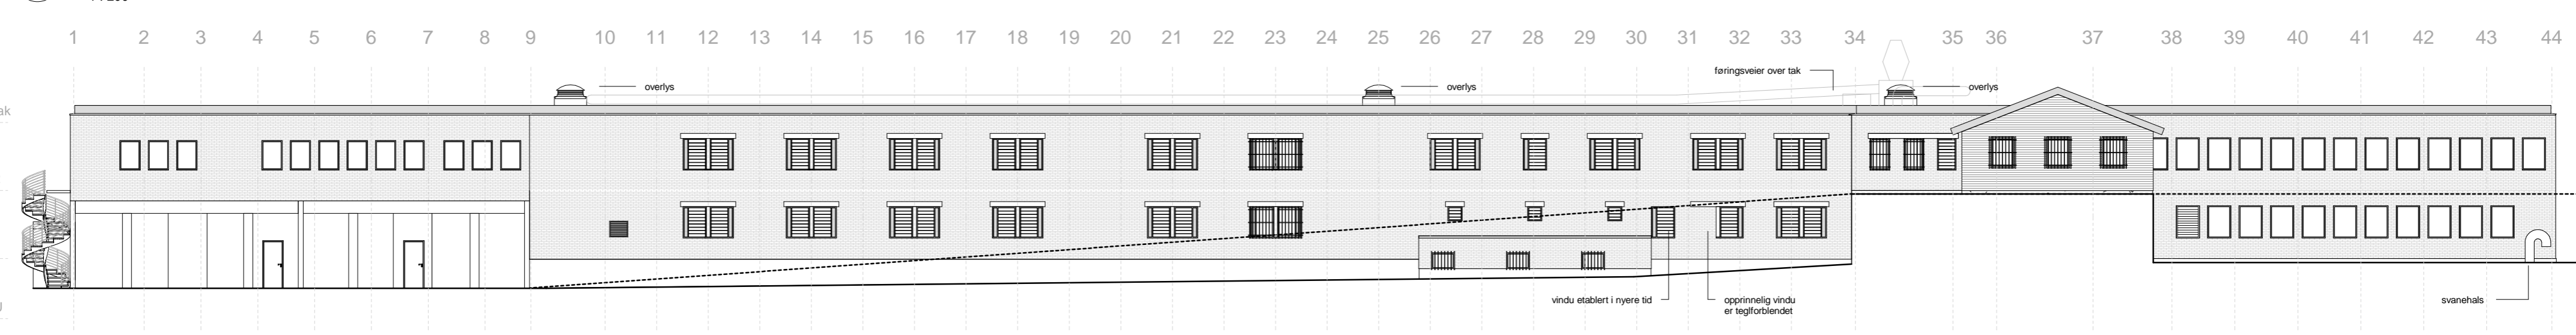 1 2 3 4 5 6 7 8 9 10 11 12 13 14 15 16 17 18 19 20 21 22 23 24 25 26 27 28 29 30 31 32 33 34 35 36 37 38 39 40 41 42 43 44
føringsveier over tak
overlys
overlys
overlys
vindu etablert i nyere tid
opprinnelig vindu
er teglforblendet
svanehals